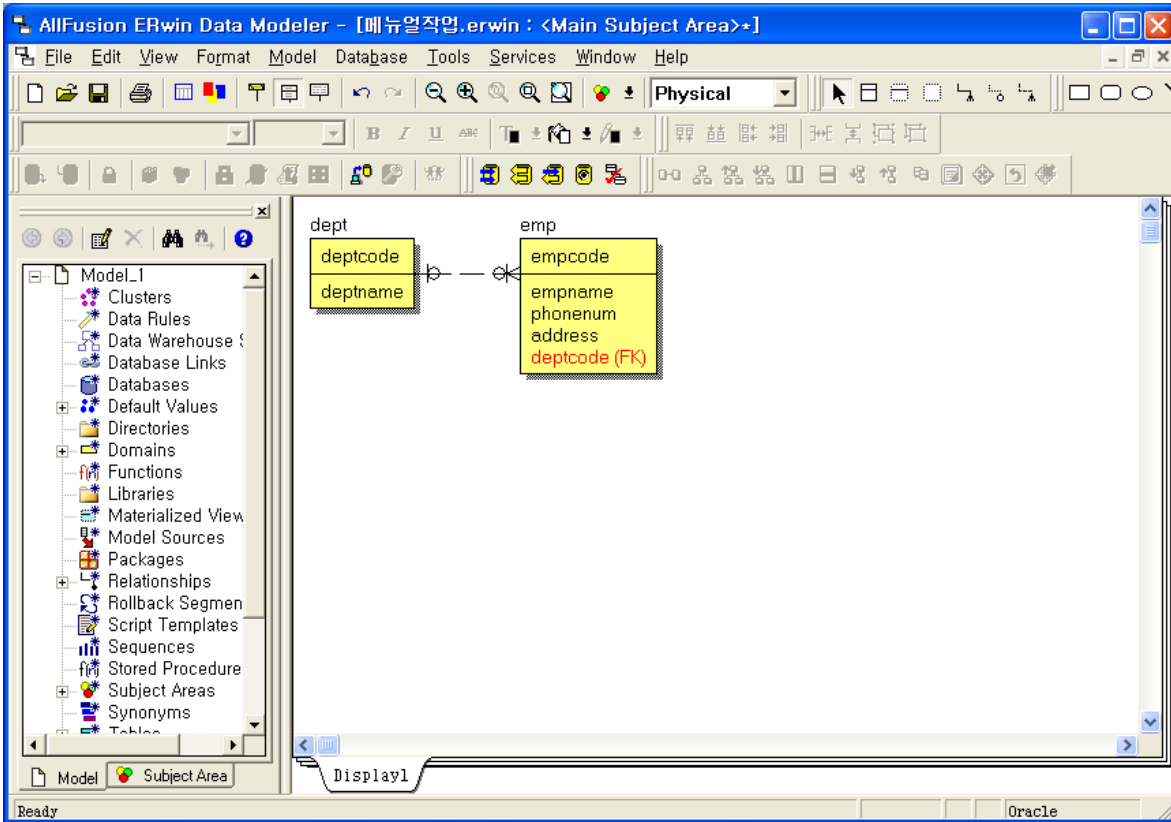 AllFusion ERwin Data Modeler - [메뉴얼작업.erwin : <Main Subject Area>*]
File Edit View Format Model Database Tools Services Window Help
Physical
B I U ABC
Model_1
Clusters
Data Rules
Data Warehouse S
Database Links
Databases
Default Values
Directories
Domains
Functions
Libraries
Materialized View
Model Sources
Packages
Relationships
Rollback Segmen
Script Templates
Sequences
Stored Procedure
Subject Areas
Synonyms
Tables
Model Subject Area
dept
deptcode
deptname
emp
empcode
empname
phonenum
address
deptcode (FK)
Display1
Ready Oracle